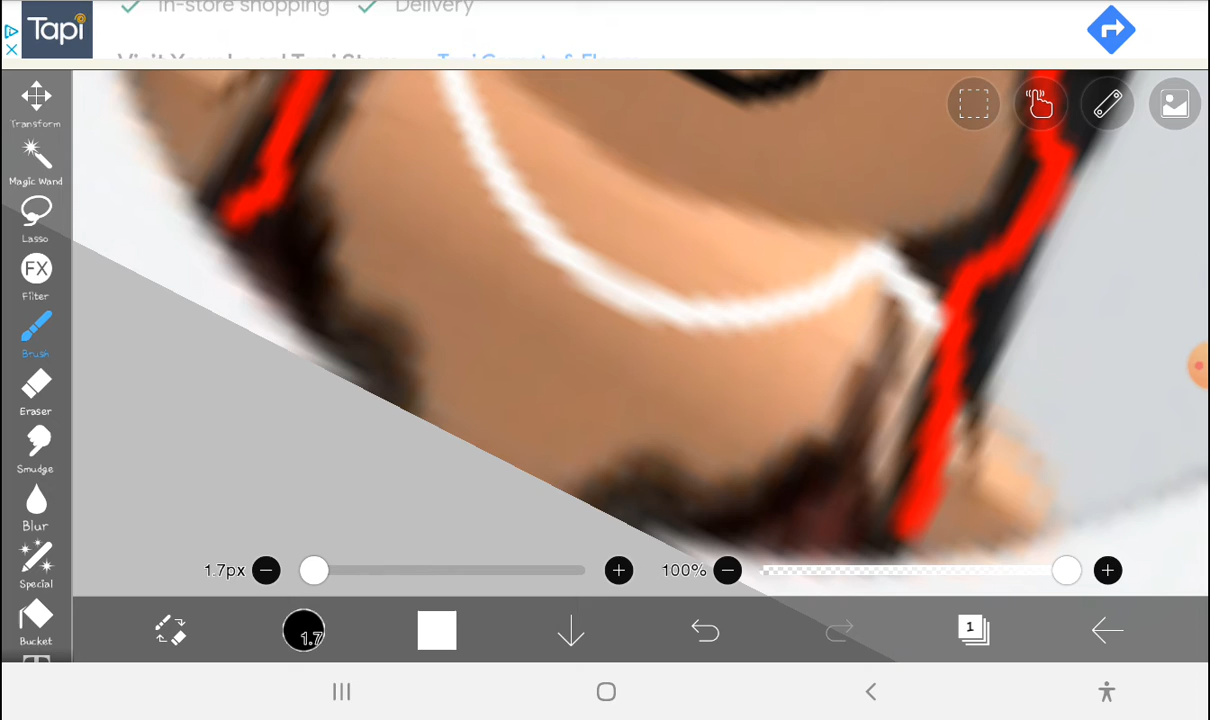 In-store shopping Delivery
Tapi
Transform
Magic Wand
Lasso
FX
Filter
Brush
Eraser
Smudge
Blur
Special
Bucket
1.7px
100%
1.7
1